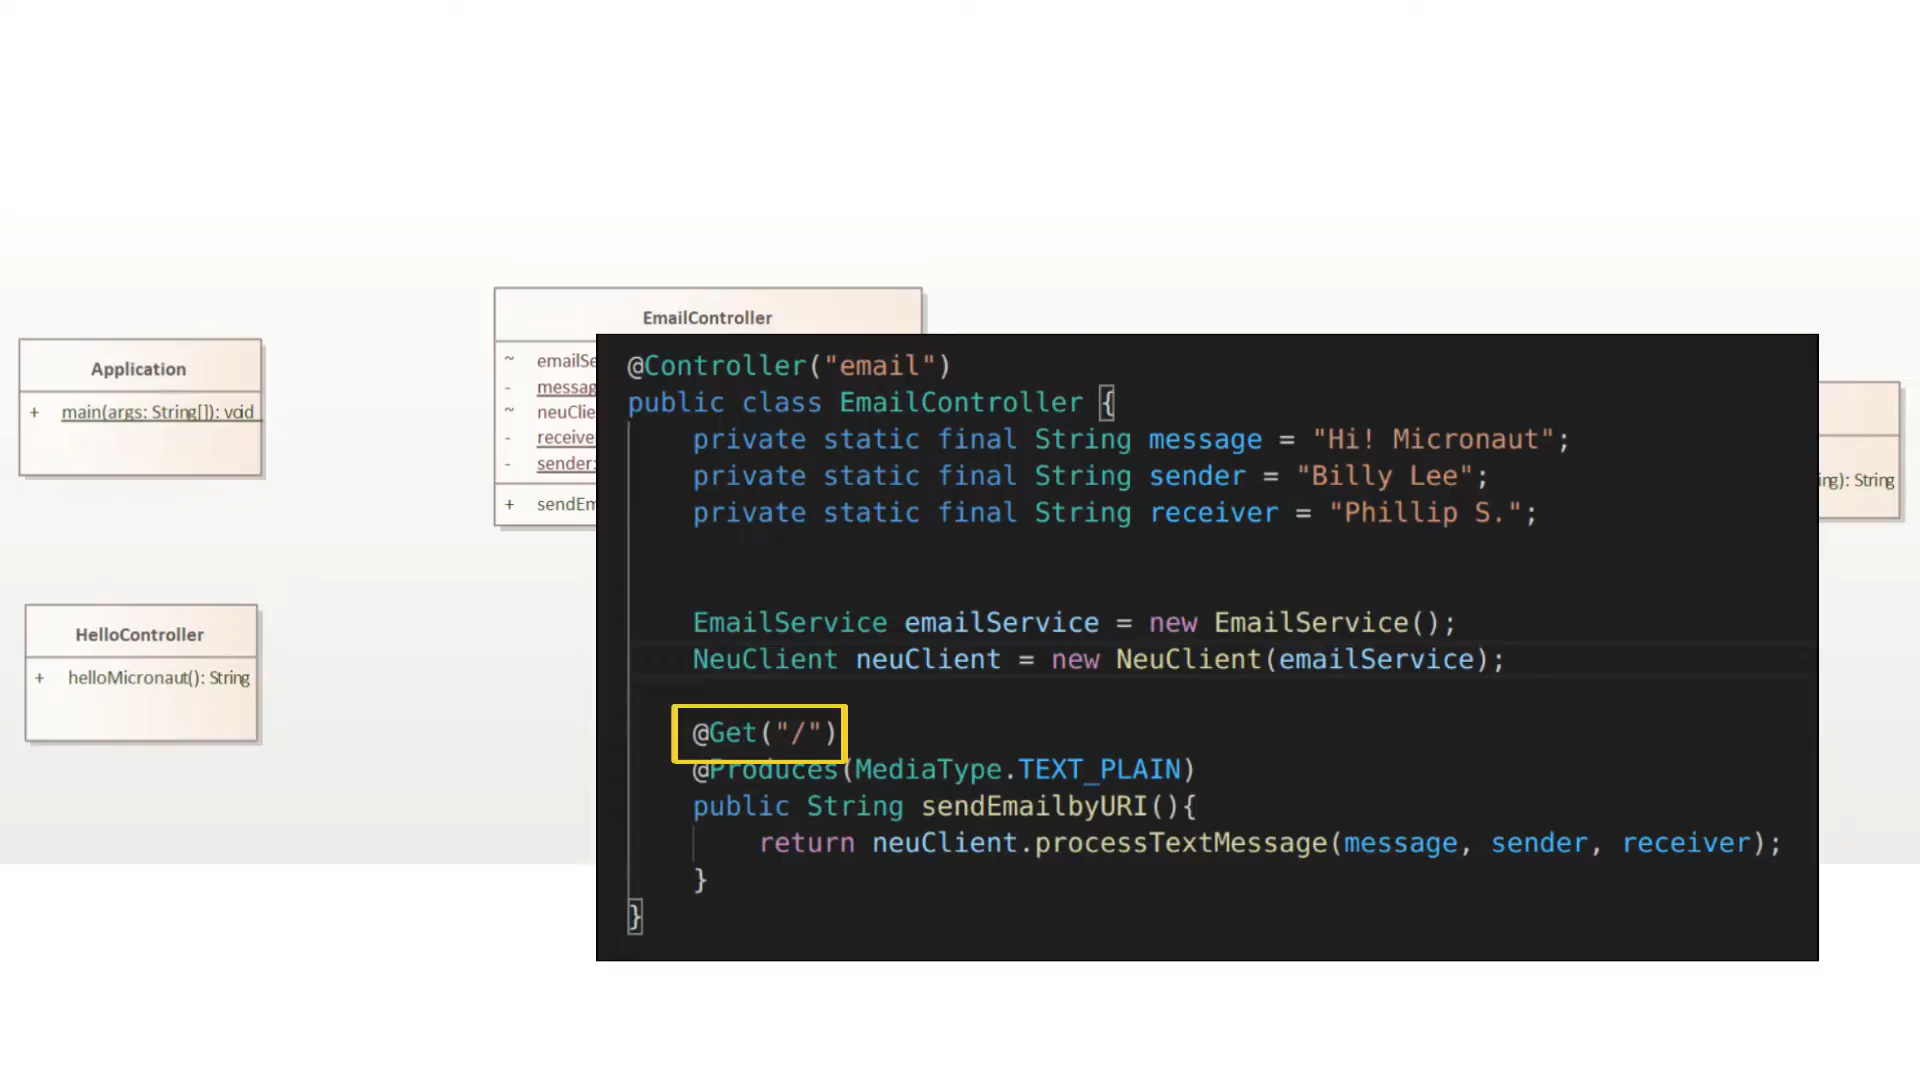 Application
+ main(args: String[]): void
HelloController
+ helloMicronaut(): String
EmailController
~ emailSe
- messag
~ neuClie
- receive
- sender:
+ sendEm
@Controller("email")
public class EmailController {
private static final String message = "Hi! Micronaut";
private static final String sender = "Billy Lee";
private static final String receiver = "Phillip S.";
EmailService emailService = new EmailService();
NeuClient neuClient = new NeuClient(emailService);
@Get("/")
@Produces(MediaType.TEXT_PLAIN)
public String sendEmailbyURI(){
return neuClient.processTextMessage(message, sender, receiver);
}
}
ing): String